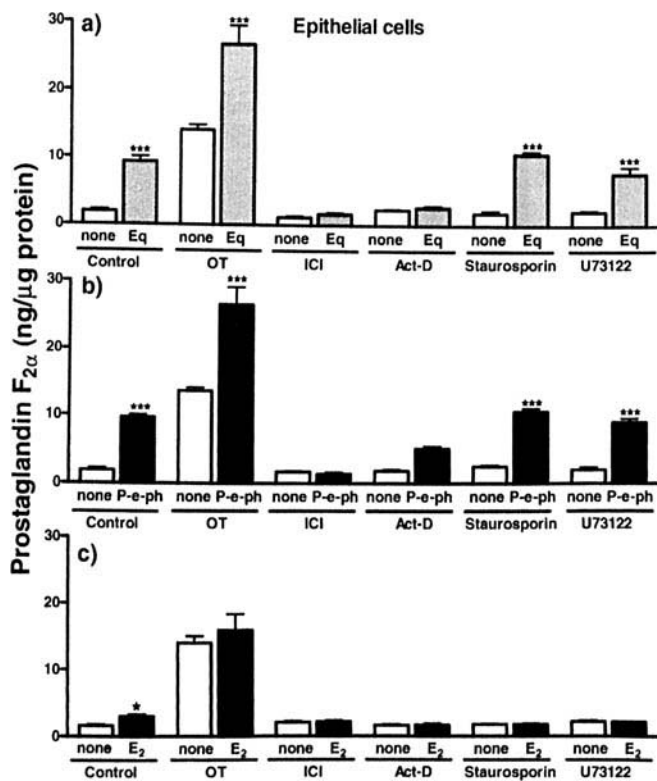 Prostaglandin F2α (ng/µg protein)
a) Epithelial cells
30
20
10
0
*** *** *** ***
none Eq none Eq none Eq none Eq none Eq none Eq
Control OT ICI Act-D Staurosporin U73122
b)
30
20
10
0
*** *** *** ***
none P-e-ph none P-e-ph none P-e-ph none P-e-ph none P-e-ph none P-e-ph
Control OT ICI Act-D Staurosporin U73122
c)
30
20
10
0
*
none E2 none E2 none E2 none E2 none E2 none E2
Control OT ICI Act-D Staurosporin U73122